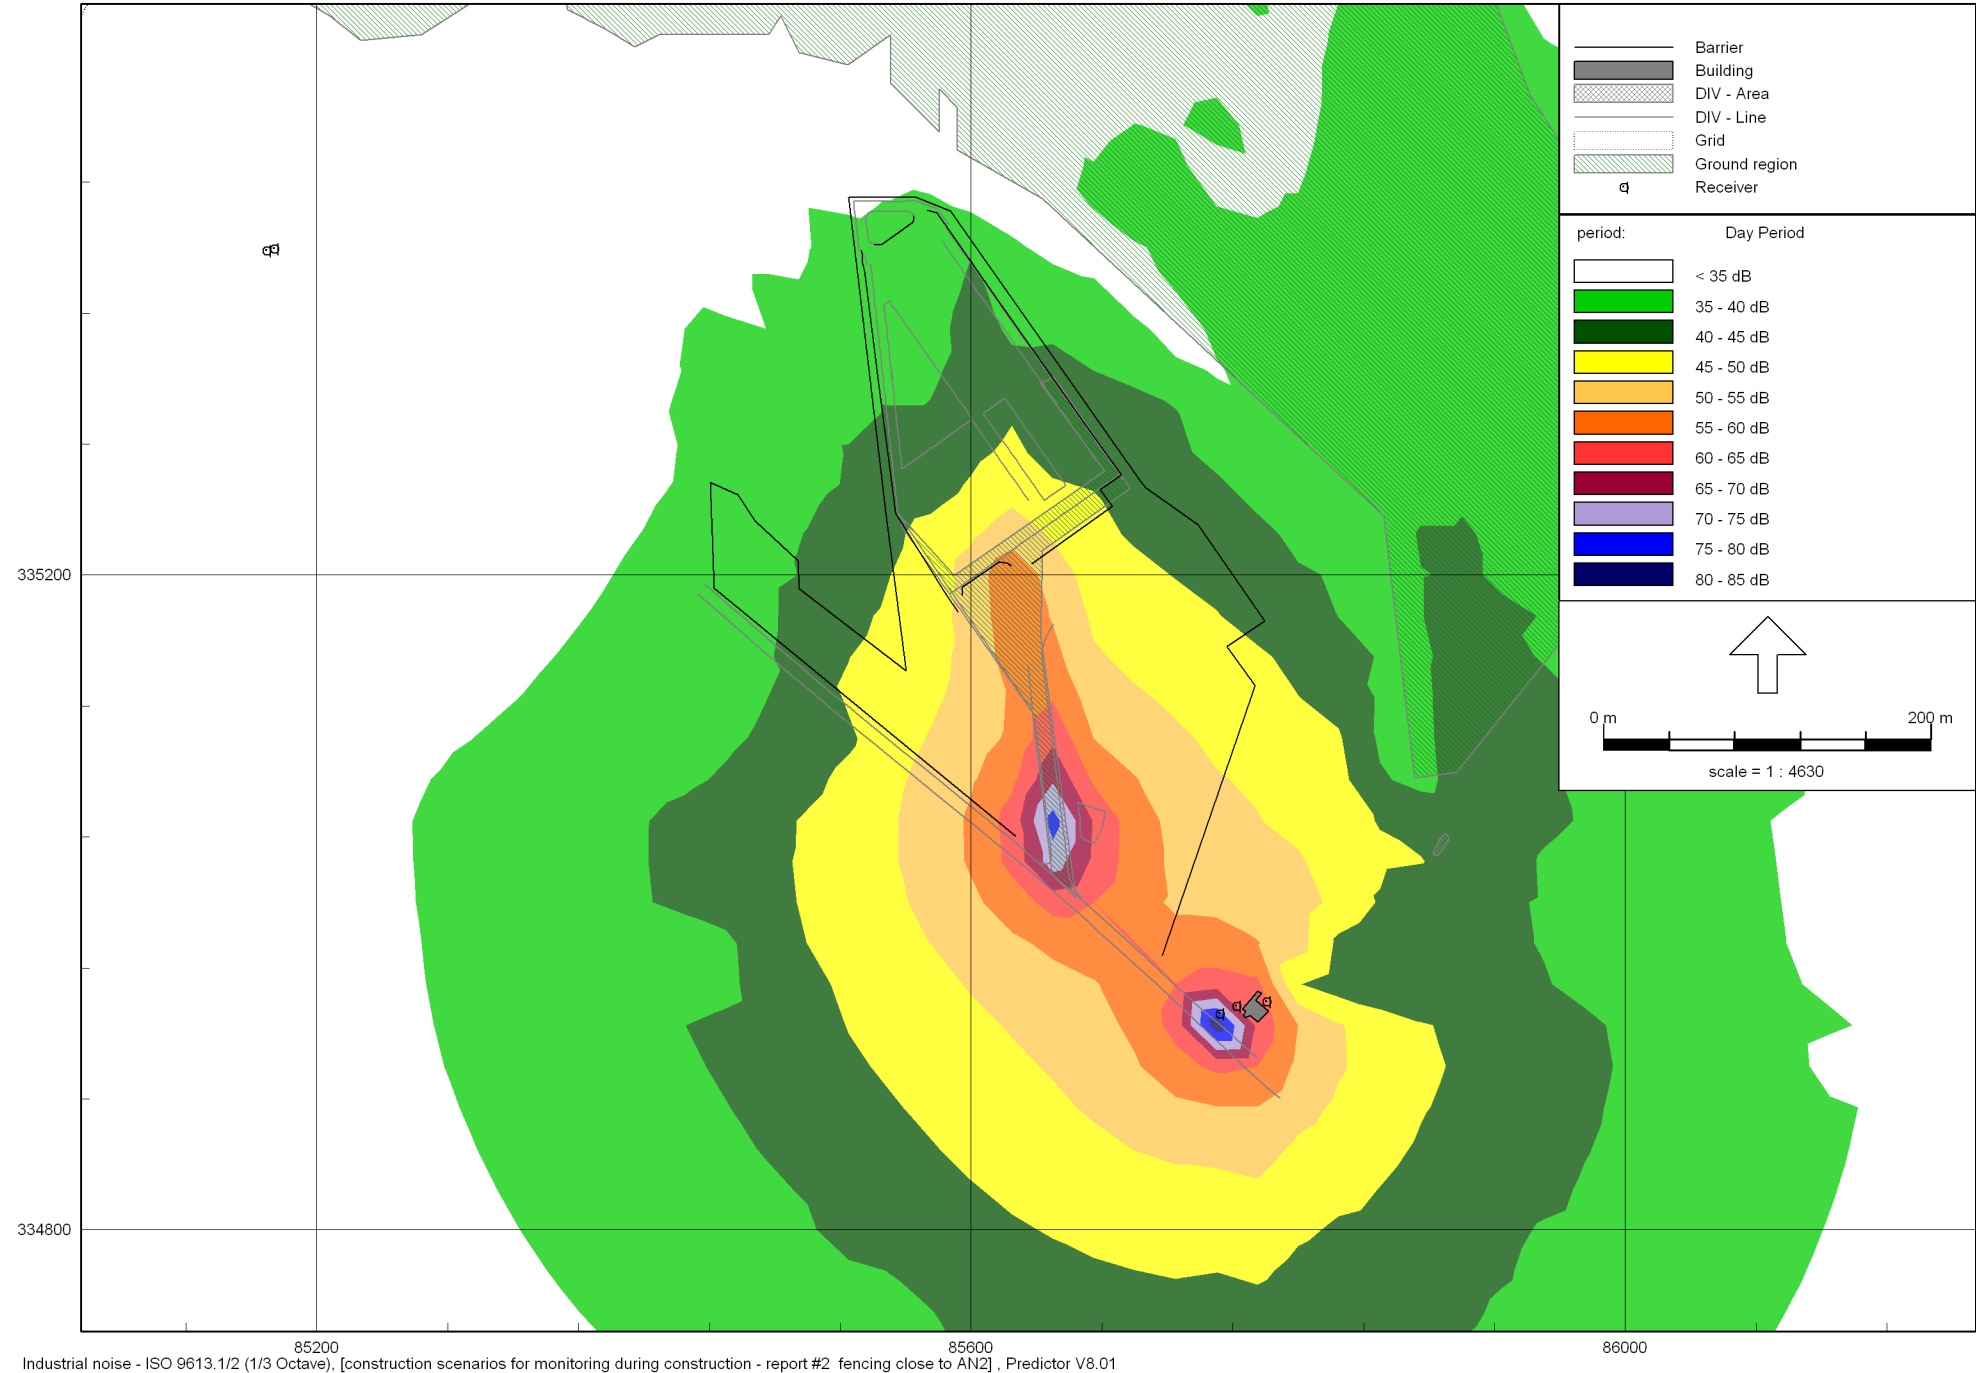 Barrier
Building
DIV - Area
DIV - Line
Grid
Ground region
Receiver
period: Day Period
< 35 dB
35 - 40 dB
40 - 45 dB
45 - 50 dB
50 - 55 dB
55 - 60 dB
60 - 65 dB
65 - 70 dB
70 - 75 dB
75 - 80 dB
80 - 85 dB
0 m 200 m
scale = 1 : 4630
335200
334800
85200 85600 86000
Industrial noise - ISO 9613.1/2 (1/3 Octave), [construction scenarios for monitoring during construction - report #2 fencing close to AN2] , Predictor V8.01